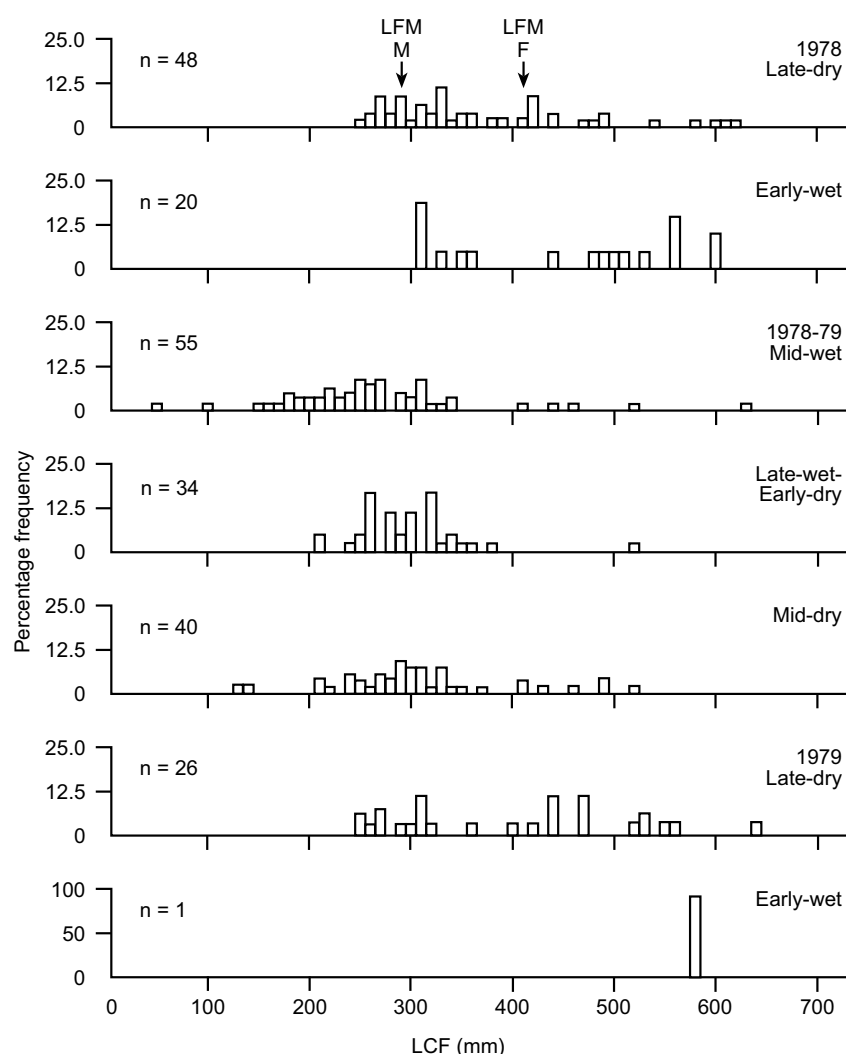 LFM LFM
M F
25.0
12.5
0
n = 48
1978
Late-dry
25.0
12.5
0
n = 20
Early-wet
25.0
12.5
0
n = 55
1978-79
Mid-wet
25.0
12.5
0
n = 34
Late-wet-
Early-dry
25.0
12.5
0
n = 40
Mid-dry
25.0
12.5
0
n = 26
1979
Late-dry
100
50
0
n = 1
Early-wet
Percentage frequency
0 100 200 300 400 500 600 700
LCF (mm)